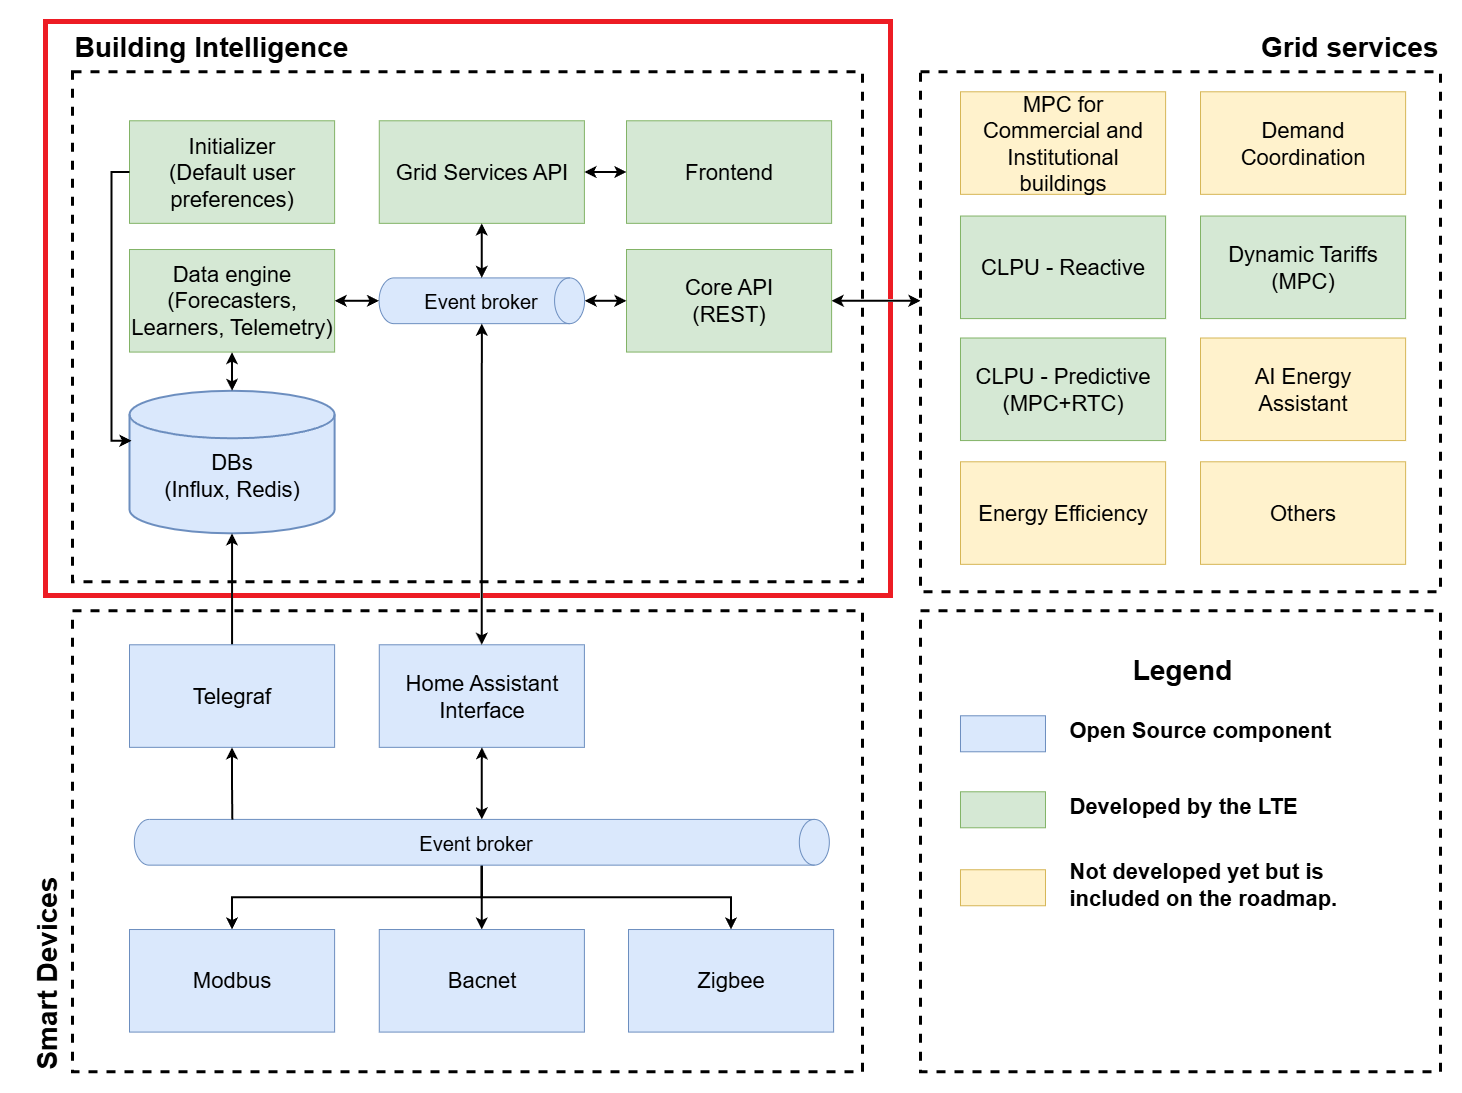 Building Intelligence
Initializer
(Default user
preferences)
Grid Services API
Frontend
Data engine
(Forecasters,
Learners, Telemetry)
Event broker
Core API
(REST)
DBs
(Influx, Redis)
Grid services
MPC for
Commercial and
Institutional
buildings
Demand
Coordination
CLPU - Reactive
Dynamic Tariffs
(MPC)
CLPU - Predictive
(MPC+RTC)
AI Energy
Assistant
Energy Efficiency
Others
Smart Devices
Telegraf
Home Assistant
Interface
Event broker
Modbus
Bacnet
Zigbee
Legend
Open Source component
Developed by the LTE
Not developed yet but is
included on the roadmap.